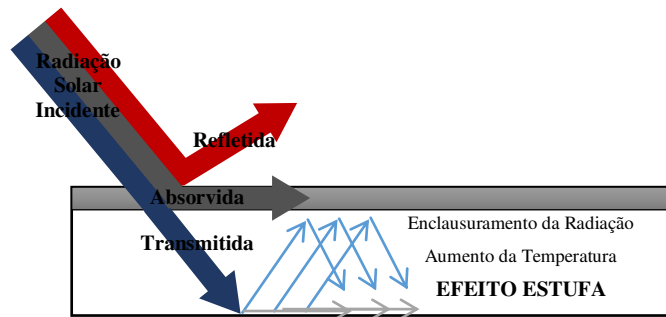 Radiação
Solar
Incidente
Refletida
Absorvida
Transmitida
Enclausuramento da Radiação
Aumento da Temperatura
EFEITO ESTUFA